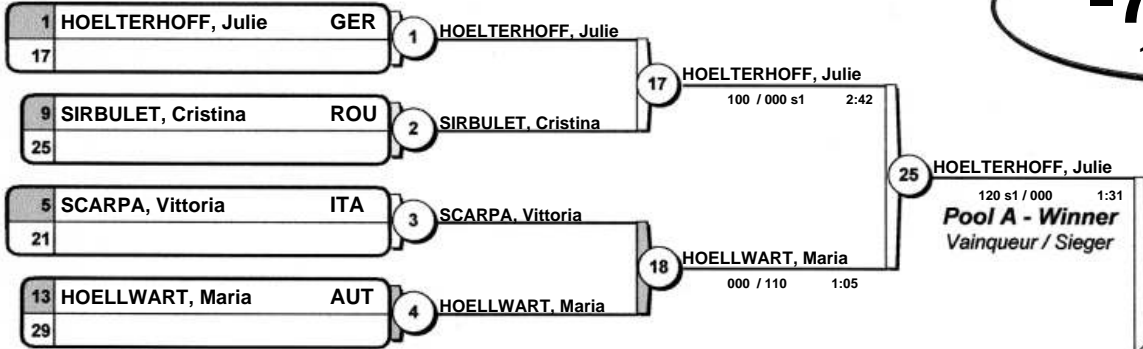 1 HOELTERHOFF, Julie GER
17
1 HOELTERHOFF, Julie
9 SIRBULET, Cristina ROU
25
2 SIRBULET, Cristina
17 HOELTERHOFF, Julie
100 / 000 s1 2:42
5 SCARPA, Vittoria ITA
21
3 SCARPA, Vittoria
13 HOELLWART, Maria AUT
29
4 HOELLWART, Maria
18 HOELLWART, Maria
000 / 110 1:05
25 HOELTERHOFF, Julie
120 s1 / 000 1:31
Pool A - Winner
Vainqueur / Sieger